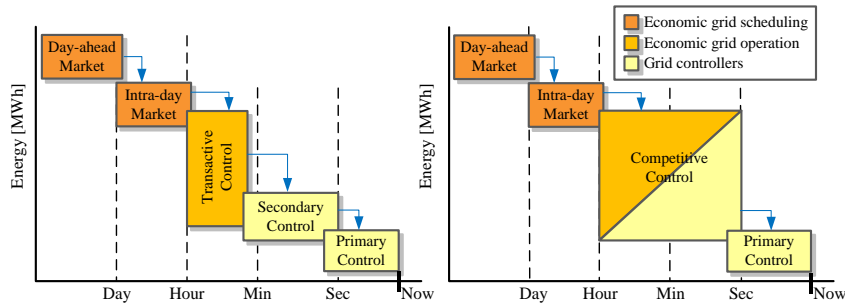 Energy [MWh]
Day-ahead
Market
Intra-day
Market
Transactive
Control
Secondary
Control
Primary
Control
Day
Hour
Min
Sec
Now
Energy [MWh]
Day-ahead
Market
Intra-day
Market
Competitive
Control
Primary
Control
Day
Hour
Min
Sec
Now
Economic grid scheduling
Economic grid operation
Grid controllers